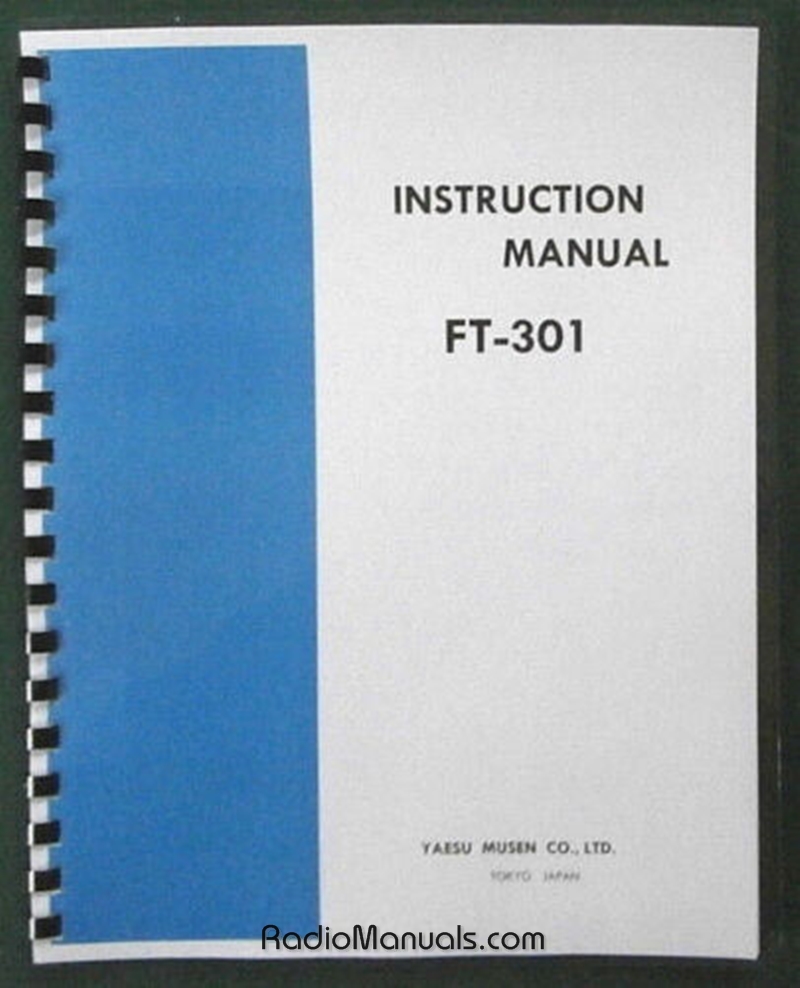 INSTRUCTION
MANUAL
FT-301
YAESU MUSEN CO., LTD.
TOKYO JAPAN
RadioManuals.com